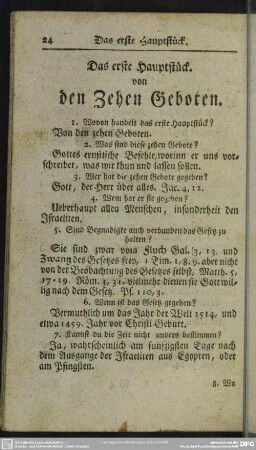 24 Das erste Hauptstück.
Das erste Hauptstück.
von
den Zehen Geboten.
1. Wovon handelt das erste Hauptstück?
Von den zehen Geboten.
2. Was sind diese zehen Gebote?
Gottes ernstliche Befehle, worinn er uns vor-
schreibet, was wir thun und lassen sollen.
3. Wer hat die zehen Gebote gegeben?
Gott, der Herr über alles. Jac. 4, 12.
4. Wem hat er sie gegeben?
Ueberhaupt allen Menschen, insonderheit den
Israeliten.
5. Sind Begnadigte auch verbunden das Gesetz zu
halten?
Sie sind zwar vom Fluch Gal. 3, 13. und
Zwang des Gesetzes frey, 1 Tim. 1, 8. 9. aber nicht
von der Beobachtung des Gesetzes selbst, Matth. 5,
17-19. Röm. 3, 31. vielmehr dienen sie Gott wil-
lig nach dem Gesetz. Ps. 110, 3.
6. Wenn ist das Gesetz gegeben?
Vermuthlich um das Jahr der Welt 2514, und
etwa 1459. Jahr vor Christi Geburt.
7. Kannst du die Zeit nicht anders bestimmen?
Ja, wahrscheinlich am funfzigsten Tage nach
dem Ausgange der Israeliten aus Egypten, oder
am Pfingsten.
8. Wo